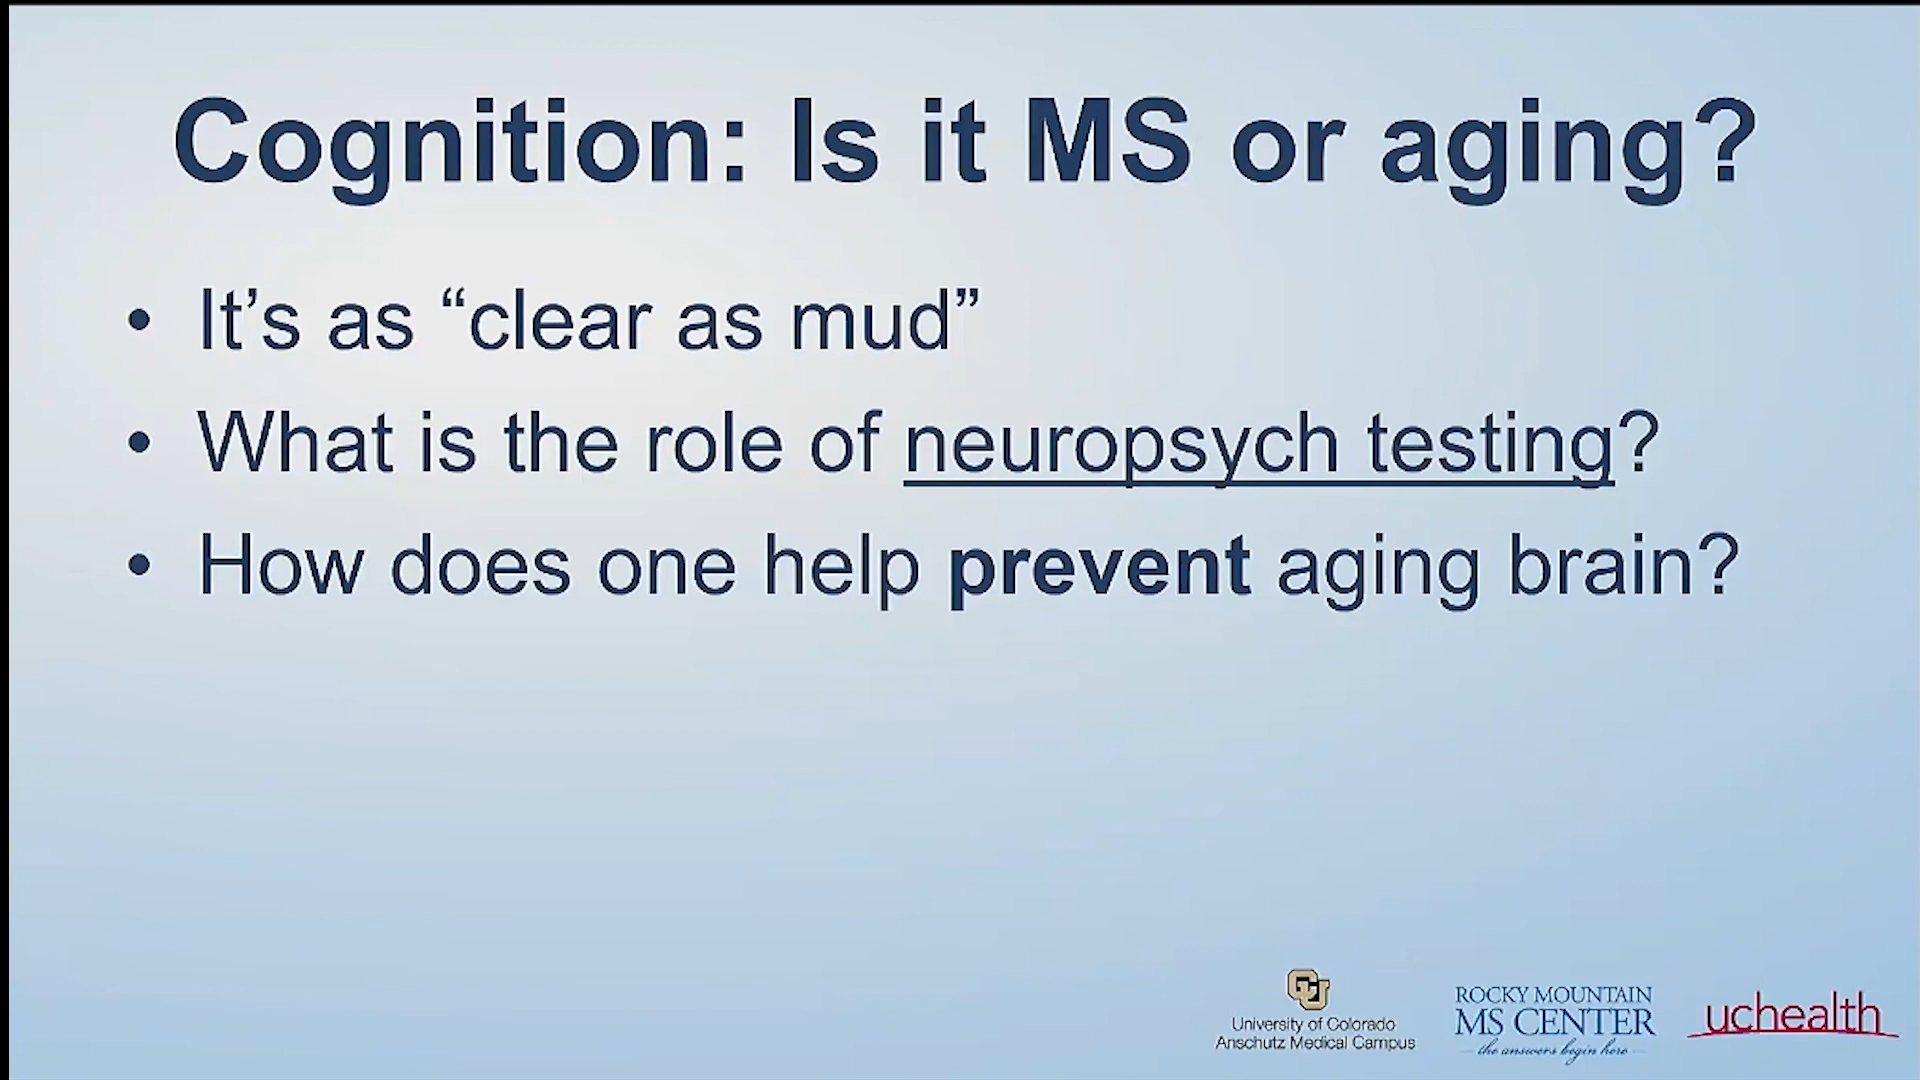 Cognition: Is it MS or aging?
• It’s as “clear as mud”
• What is the role of neuropsych testing?
• How does one help prevent aging brain?
CU
University of Colorado
Anschutz Medical Campus
ROCKY MOUNTAIN
MS CENTER
the answers begin here
uchealth